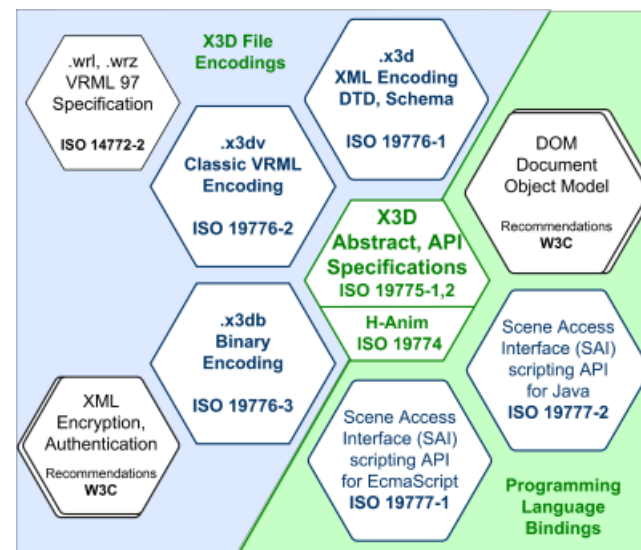 X3D File
Encodings
.wrl, .wrz
VRML 97
Specification
ISO 14772-2
.x3d
XML Encoding
DTD, Schema
ISO 19776-1
.x3dv
Classic VRML
Encoding
ISO 19776-2
DOM
Document
Object Model
Recommendations
W3C
X3D
Abstract, API
Specifications
ISO 19775-1,2
H-Anim
ISO 19774
.x3db
Binary
Encoding
ISO 19776-3
Scene Access
Interface (SAI)
scripting API
for Java
ISO 19777-2
XML
Encryption,
Authentication
Recommendations
W3C
Scene Access
Interface (SAI)
scripting API
for EcmaScript
ISO 19777-1
Programming
Language
Bindings